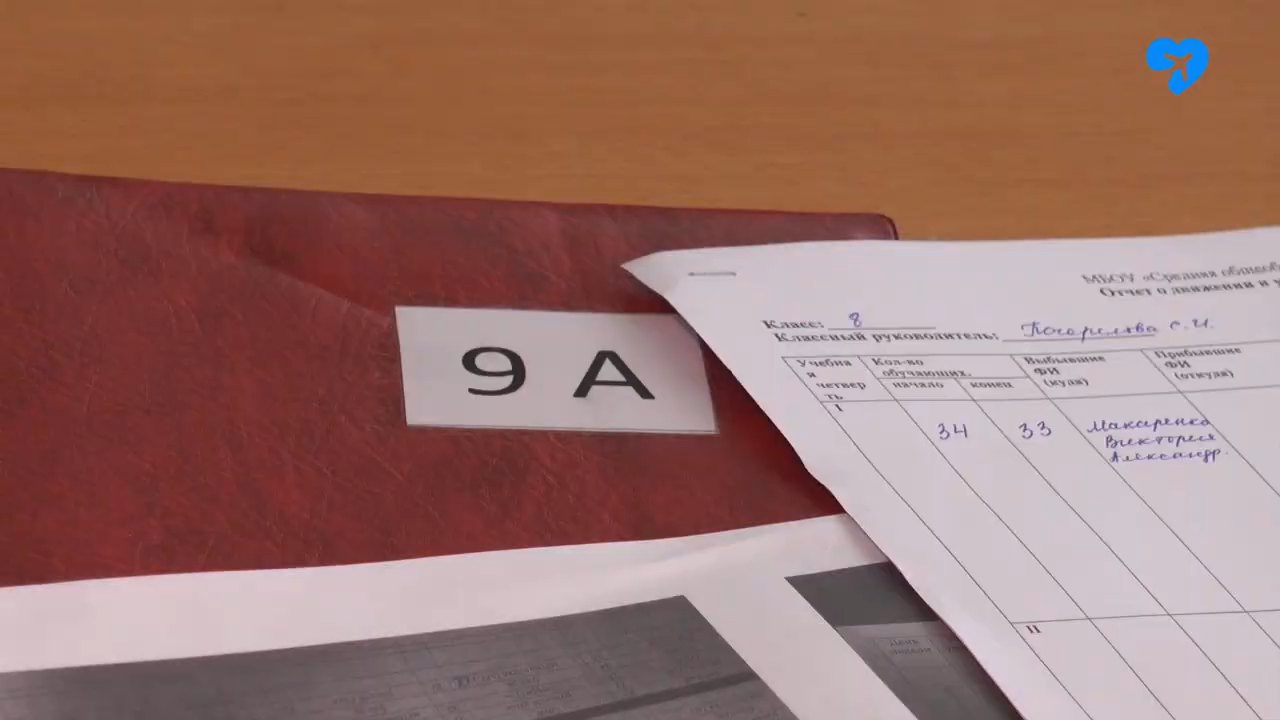 9 А
МБОУ «Средняя
Отчет о движении и
Класс: 8
Классный руководитель: Погорелова С.И.
Учебна
я
четвер
ть
Кол-во
обучающих.
начало конец
Выбывшие
ФИ
(куда)
Прибывшие
ФИ
(откуда)
I 34 33 Макаренко
Виктория
Александр.
II